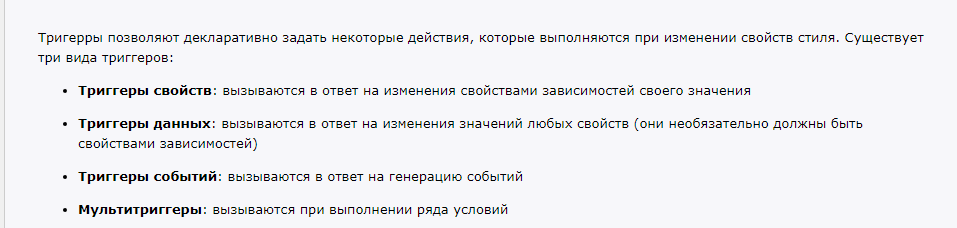 Тригерры позволяют декларативно задать некоторые действия, которые выполняются при изменении свойств стиля. Существует
три вида триггеров:
• Триггеры свойств: вызываются в ответ на изменения свойствами зависимостей своего значения
• Триггеры данных: вызываются в ответ на изменения значений любых свойств (они необязательно должны быть
свойствами зависимостей)
• Триггеры событий: вызываются в ответ на генерацию событий
• Мультитриггеры: вызываются при выполнении ряда условий